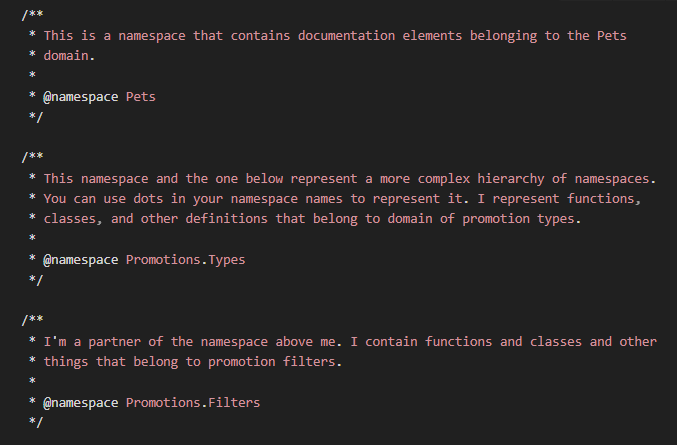 /**
 * This is a namespace that contains documentation elements belonging to the Pets
 * domain.
 *
 * @namespace Pets
 */
/**
 * This namespace and the one below represent a more complex hierarchy of namespaces.
 * You can use dots in your namespace names to represent it. I represent functions,
 * classes, and other definitions that belong to domain of promotion types.
 *
 * @namespace Promotions.Types
 */
/**
 * I'm a partner of the namespace above me. I contain functions and classes and other
 * things that belong to promotion filters.
 *
 * @namespace Promotions.Filters
 */